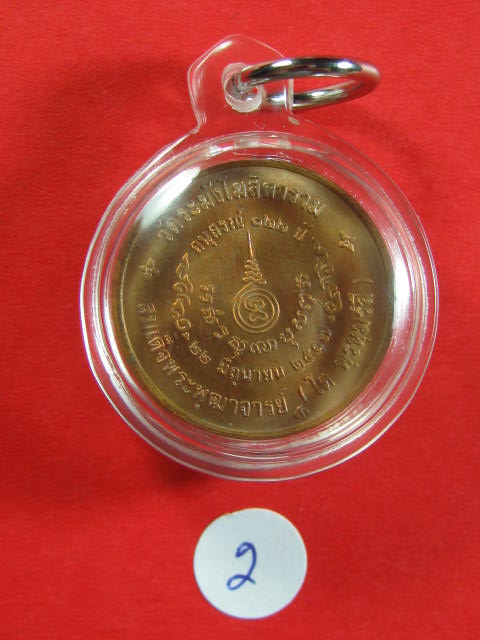 วัดระฆังโฆสิตาราม
อนุสรณ์ ๑๒๒ ปี
๒๒ มิถุนายน ๒๕๓๗
สมเด็จพระพุฒาจารย์ ( โต พฺรหฺมรํสี )
2